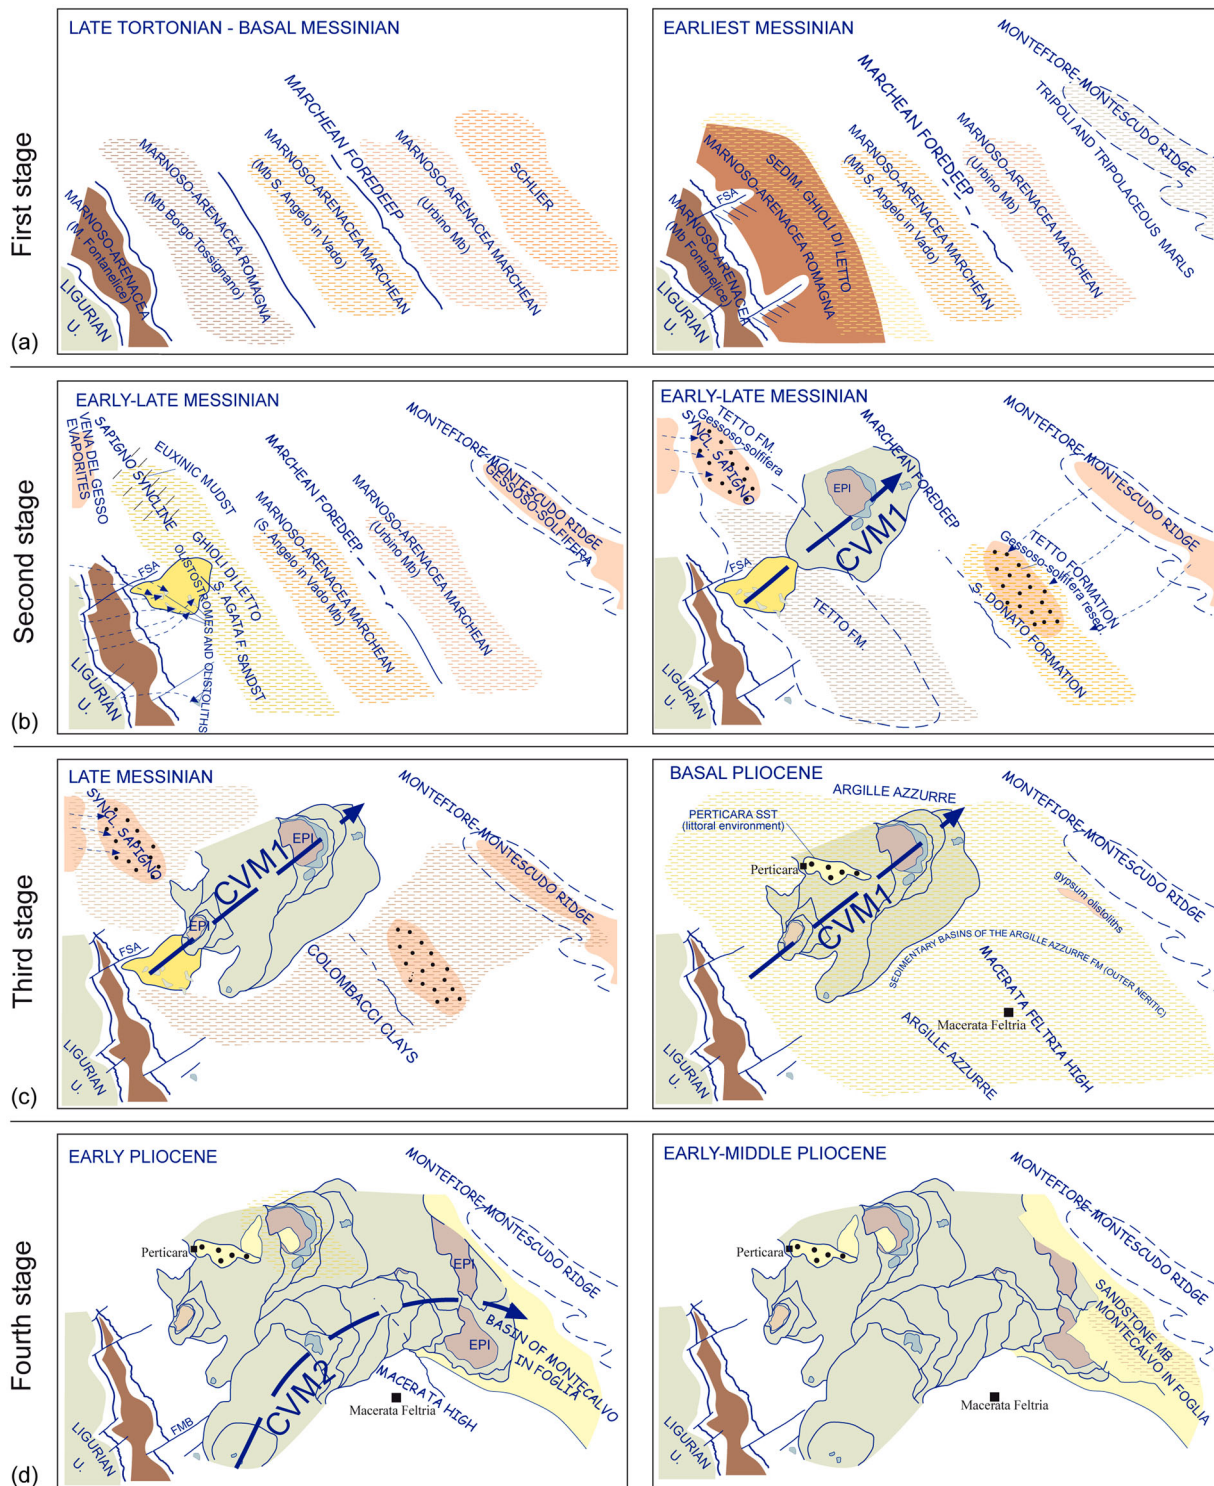 First stage
(a)
LATE TORTONIAN - BASAL MESSINIAN
LIGURIAN
U.
MARNOSO-ARENACEA
(M. Fontanelice)
MARNOSO-ARENACEA ROMAGNA
(Mb Borgo Tossignano)
MARNOSO-ARENACEA MARCHEAN
(Mb S. Angelo in Vado)
MARCHEAN FOREDEEP
MARNOSO-ARENACEA MARCHEAN
(Urbino Mb)
SCHLIER
EARLIEST MESSINIAN
LIGURIAN
U.
MARNOSO-ARENACEA
(Mb Fontanelice)
FSA
MARNOSO-ARENACEA ROMAGNA
SEDIM. GHIOLI DI LETTO
MARNOSO-ARENACEA MARCHEAN
(Mb S. Angelo in Vado)
MARCHEAN FOREDEEP
MARNOSO-ARENACEA MARCHEAN
(Urbino Mb)
MONTEFIORE-MONTESCUDO RIDGE
TRIPOLI AND TRIPOLACEOUS MARLS
Second stage
(b)
EARLY-LATE MESSINIAN
VENA DEL GESSO
EVAPORITES
SAPIGNO SYNCLINE
EUXINIC MUDST
FSA
GHIOLI DI LETTO
S. AGATA F. SANDST
OLISTOSTROMES AND OLISTOLITHS
LIGURIAN
U.
MARNOSO-ARENACEA MARCHEAN
(S. Angelo in Vado Mb)
MARCHEAN FOREDEEP
MARNOSO-ARENACEA MARCHEAN
(Urbino Mb)
MONTEFIORE-MONTESCUDO RIDGE
GESSOSO-SOLFIFERA
EARLY-LATE MESSINIAN
TETTO FM.
Gessoso-solfifera
SYNCL. SAPIGNO
EPI
CVM1
FSA
TETTO FM.
LIGURIAN
U.
MARCHEAN FOREDEEP
MONTEFIORE-MONTESCUDO RIDGE
TETTO FORMATION
Gessoso-solfifera resed.
S. DONATO FORMATION
Third stage
(c)
LATE MESSINIAN
SYNCL. SAPIGNO
EPI
CVM1
EPI
FSA
LIGURIAN
U.
COLOMBACCI CLAYS
MONTEFIORE-MONTESCUDO RIDGE
BASAL PLIOCENE
ARGILLE AZZURRE
PERTICARA SST
(littoral environment)
Perticara
CVM1
LIGURIAN
U.
MONTEFIORE-MONTESCUDO RIDGE
gypsum olistoliths
SEDIMENTARY BASINS OF THE ARGILLE AZZURRE FM (OUTER NERITIC)
MACERATA FELTRIA HIGH
Macerata Feltria
ARGILLE AZZURRE
Fourth stage
(d)
EARLY PLIOCENE
Perticara
EPI
EPI
CVM2
FMB
LIGURIAN
U.
MONTEFIORE-MONTESCUDO RIDGE
BASIN OF MONTECALVO
IN FOGLIA
MACERATA HIGH
Macerata Feltria
EARLY-MIDDLE PLIOCENE
Perticara
LIGURIAN
U.
MONTEFIORE-MONTESCUDO RIDGE
SANDSTONE MB
MONTECALVO IN FOGLIA
Macerata Feltria